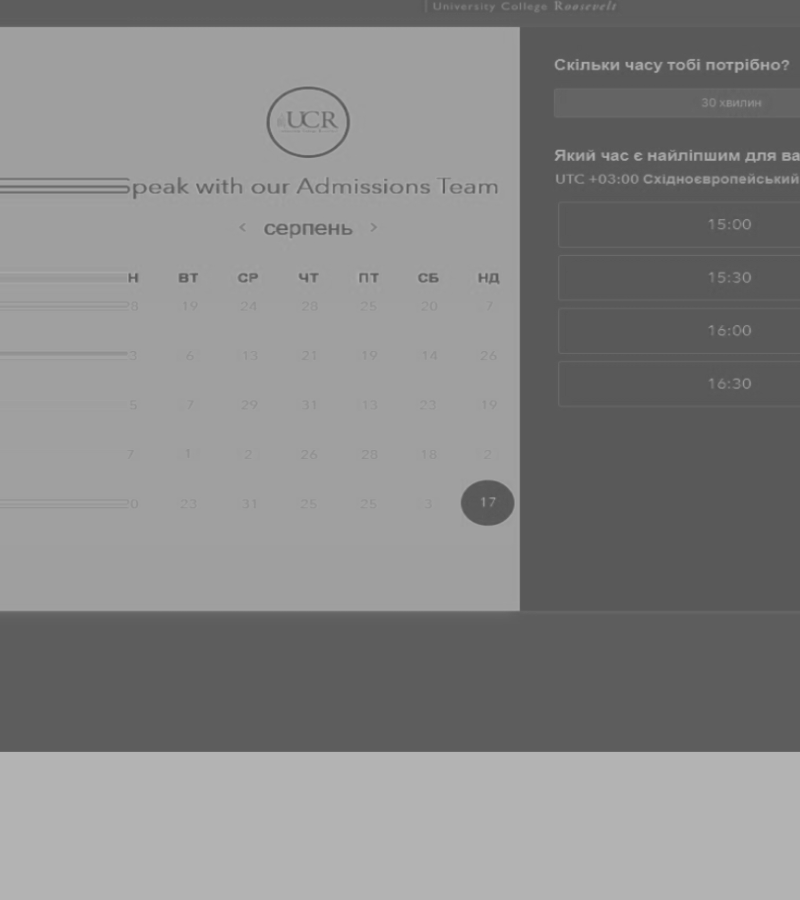 University College Roosevelt
UCR
Speak with our Admissions Team
серпень
Н ВТ СР ЧТ ПТ СБ НД
8 19 24 28 25 20 7
3 6 13 21 19 14 26
5 7 29 31 13 23 19
7 1 2 26 28 18 2
0 23 31 25 25 3 17
Скільки часу тобі потрібно?
30 хвилин
Який час є найліпшим для ва
UTC +03:00 Східноєвропейський
15:00
15:30
16:00
16:30